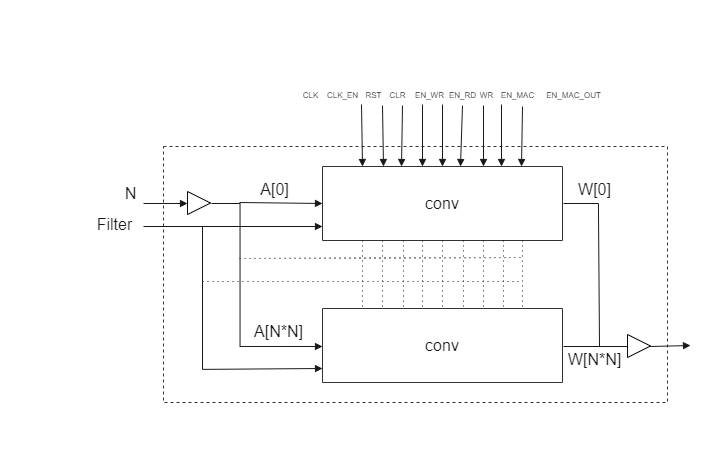 CLK CLK_EN RST CLR EN_WR EN_RD WR EN_MAC EN_MAC_OUT
N
A[0]
conv
W[0]
Filter
A[N*N]
conv
W[N*N]